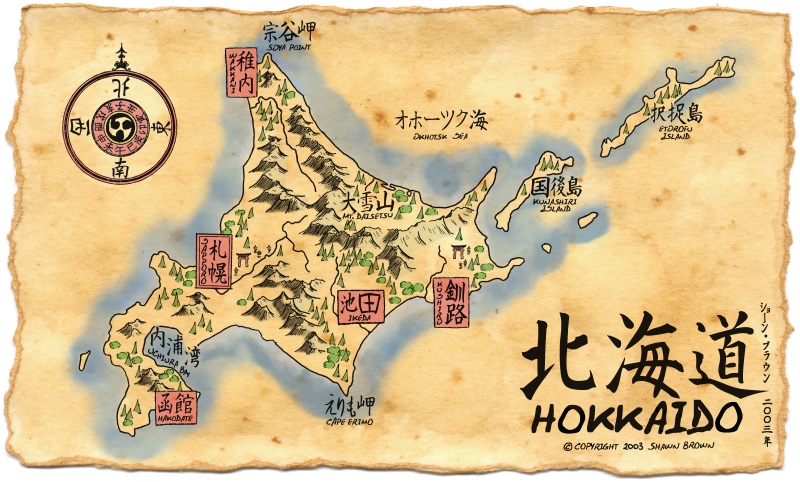 宗谷岬
SOYA POINT
稚内
WAKKANAI
北
東
南
西
オホーツク海
OKHOTSK SEA
択捉島
ETOROFU
ISLAND
国後島
KUNASHIRI
ISLAND
大雪山
MT. DAISETSU
札幌
SAPPORO
池田
IKEDA
釧路
KUSHIRO
内浦湾
UCHIURA BAY
函館
HAKODATE
えりも岬
CAPE ERIMO
北海道
HOKKAIDO
ショーン・ブラウン 二〇〇三年
© COPYRIGHT 2003 SHAWN BROWN